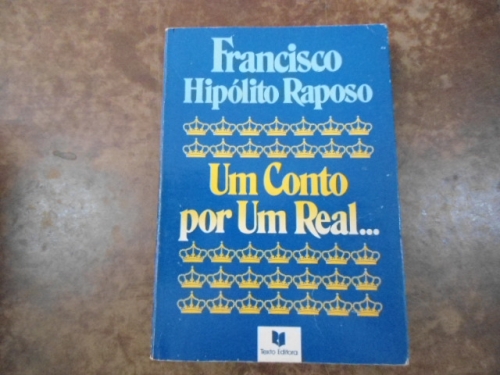 Francisco
Hipólito Raposo
Um Conto
por Um Real...
Texto Editora